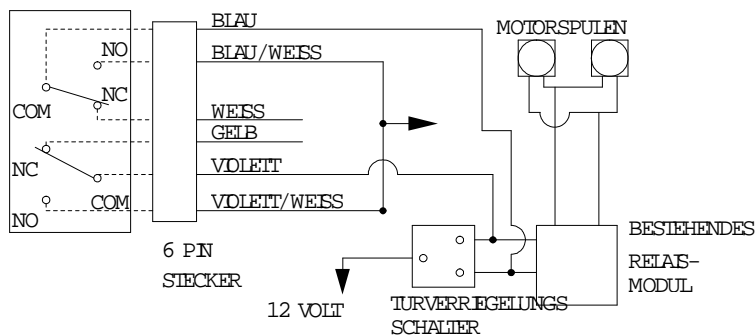 BLAU
MOTORSPULEN
NO
BLAU/WEISS
NC
COM
WEISS
GELB
NC
VIOLETT
COM
VIOLETT/WEISS
NO
6 PIN
STECKER
BESTEHENDES
RELAIS-
MODUL
12 VOLT
TURVERRIEGELUNGS
SCHALTER